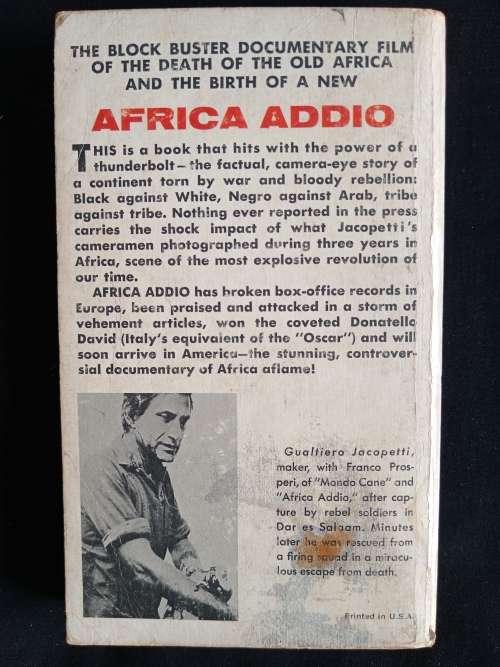 THE BLOCK BUSTER DOCUMENTARY FILM
OF THE DEATH OF THE OLD AFRICA
AND THE BIRTH OF A NEW
AFRICA ADDIO
THIS is a book that hits with the power of a
thunderbolt—the factual, camera-eye story of
a continent torn by war and bloody rebellion:
Black against White, Negro against Arab, tribe
against tribe. Nothing ever reported in the press
carries the shock impact of what Jacopetti's
cameramen photographed during three years in
Africa, scene of the most explosive revolution of
our time.
AFRICA ADDIO has broken box-office records in
Europe, been praised and attacked in a storm of
vehement articles, won the coveted Donatello
David (Italy's equivalent of the "Oscar") and will
soon arrive in America—the stunning, controver-
sial documentary of Africa aflame!
Gualtiero Jacopetti,
maker, with Franco Pros-
peri, of "Mondo Cane" and
"Africa Addio," after cap-
ture by rebel soldiers in
Dar es Salaam. Minutes
later he was rescued from
a firing squad in a miracu-
lous escape from death.
Printed in U.S.A.